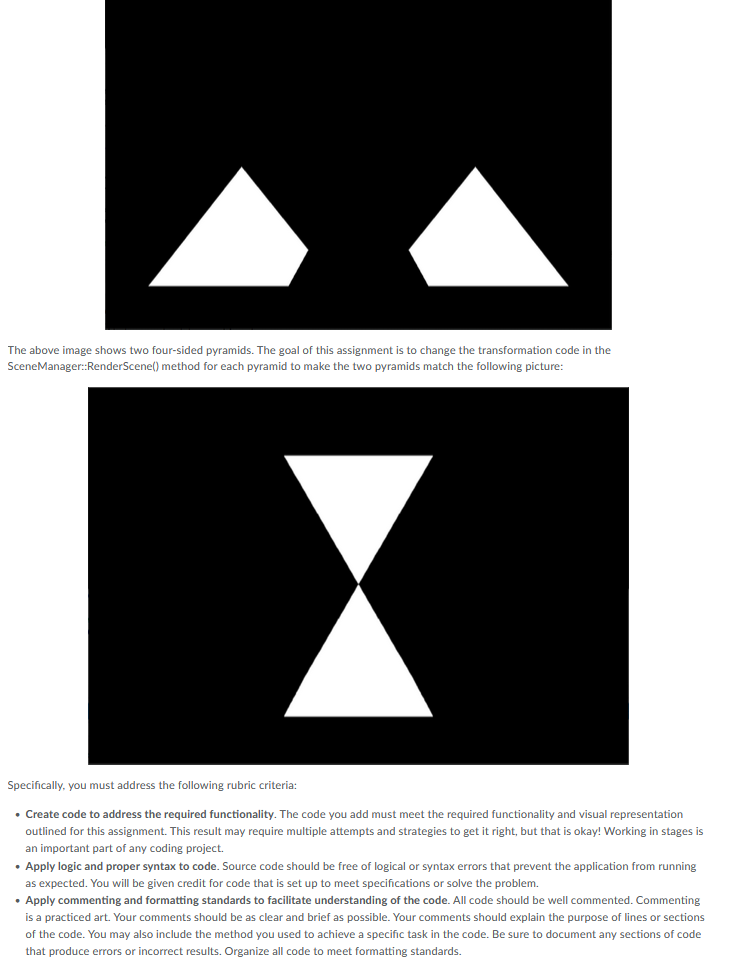 The above image shows two four-sided pyramids. The goal of this assignment is to change the transformation code in the
SceneManager::RenderScene() method for each pyramid to make the two pyramids match the following picture:
Specifically, you must address the following rubric criteria:
• Create code to address the required functionality. The code you add must meet the required functionality and visual representation
outlined for this assignment. This result may require multiple attempts and strategies to get it right, but that is okay! Working in stages is
an important part of any coding project.
• Apply logic and proper syntax to code. Source code should be free of logical or syntax errors that prevent the application from running
as expected. You will be given credit for code that is set up to meet specifications or solve the problem.
• Apply commenting and formatting standards to facilitate understanding of the code. All code should be well commented. Commenting
is a practiced art. Your comments should be as clear and brief as possible. Your comments should explain the purpose of lines or sections
of the code. You may also include the method you used to achieve a specific task in the code. Be sure to document any sections of code
that produce errors or incorrect results. Organize all code to meet formatting standards.